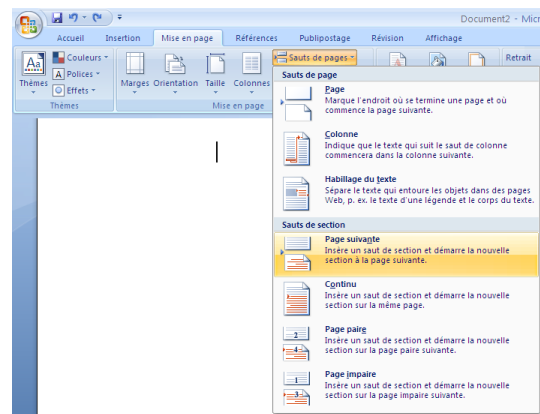 Document2 - Micr
Accueil Insertion Mise en page Références Publipostage Révision Affichage
Aa Couleurs Sauts de pages Retrait
A Polices
Thèmes Marges Orientation Taille Colonnes
Effets
Thèmes Mise en page
Sauts de page
Page
Marque l'endroit où se termine une page et où
commence la page suivante.
Colonne
Indique que le texte qui suit le saut de colonne
commencera dans la colonne suivante.
Habillage du texte
Sépare le texte qui entoure les objets dans des pages
Web, p. ex. le texte d'une légende et le corps du texte.
Sauts de section
Page suivante
Insère un saut de section et démarre la nouvelle
section à la page suivante.
Continu
Insère un saut de section et démarre la nouvelle
section sur la même page.
Page paire
2
4
Insère un saut de section et démarre la nouvelle
section sur la page paire suivante.
Page impaire
1
3
Insère un saut de section et démarre la nouvelle
section sur la page impaire suivante.